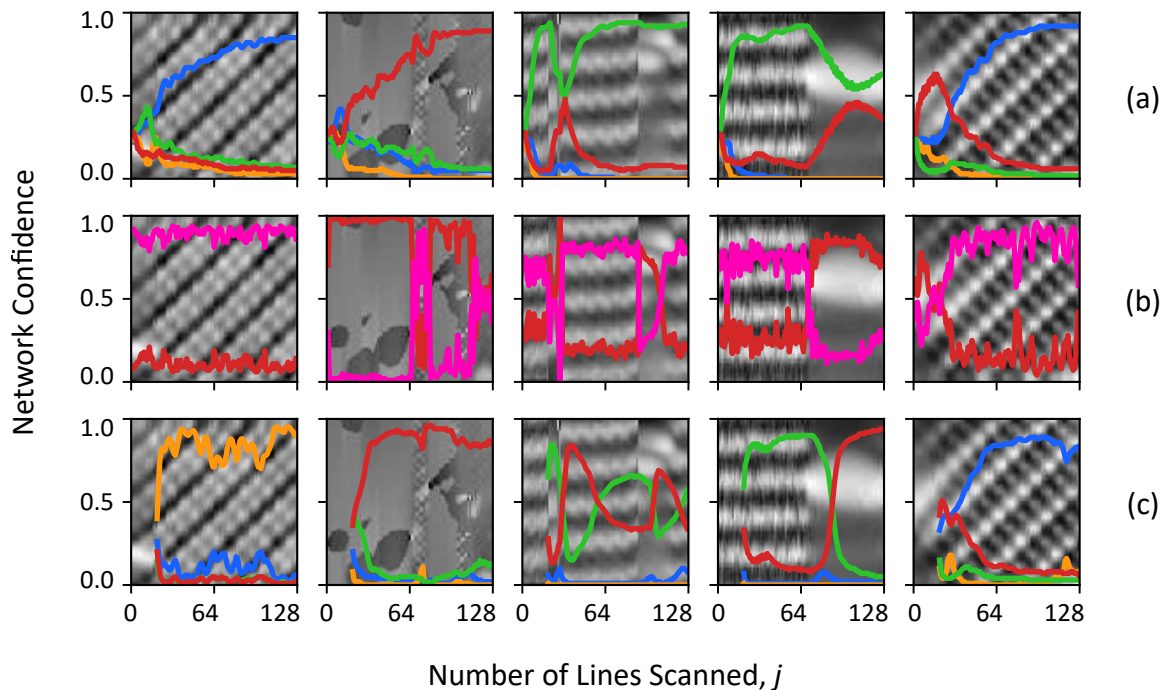 1.0
0.5
0.0
(a)
1.0
0.5
0.0
(b)
1.0
0.5
0.0
(c)
0 64 128 0 64 128 0 64 128 0 64 128 0 64 128
Network Confidence
Number of Lines Scanned, j